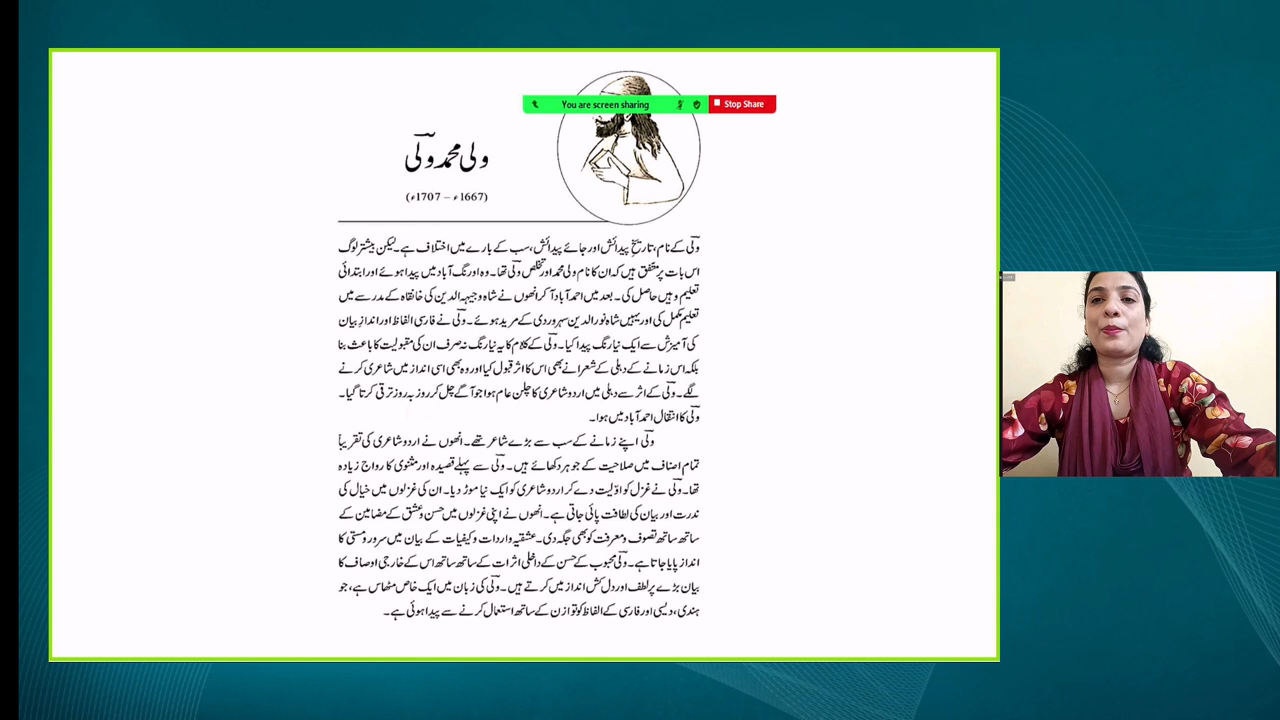 You are screen sharing
Stop Share
ولی محمد ولیؔ
(1667ء – 1707ء)
ولیؔ کے نام، تاریخِ پیدائش اور جائے پیدائش، سب کے بارے میں اختلاف ہے۔ لیکن بیشتر لوگ
اس بات پر متفق ہیں کہ ان کا نام ولی محمد اور تخلص ولیؔ تھا۔ وہ اورنگ آباد میں پیدا ہوئے اور ابتدائی
تعلیم وہیں حاصل کی۔ بعد میں احمد آباد آ کر انھوں نے شاہ وجیہہ الدین کی خانقاہ کے مدرسے میں
تعلیم مکمل کی اور یہیں شاہ نور الدین سہروردی کے مرید ہوئے۔ ولیؔ نے فارسی الفاظ اور اندازِ بیان
کی آمیزش سے ایک نیا رنگ پیدا کیا۔ ولیؔ کے کلام کا یہ نیا رنگ نہ صرف ان کی مقبولیت کا باعث بنا
بلکہ اس زمانے کے دہلی کے شعرا نے بھی اس کا اثر قبول کیا اور وہ بھی اسی انداز میں شاعری کرنے
لگے۔ ولیؔ کے اثر سے دہلی میں اردو شاعری کا چلن عام ہوا جو آگے چل کر روز بہ روز ترقی کرتا گیا۔
ولیؔ کا انتقال احمد آباد میں ہوا۔
ولیؔ اپنے زمانے کے سب سے بڑے شاعر تھے۔ انھوں نے اردو شاعری کی تقریباً
تمام اصناف میں صلاحیت کے جوہر دکھائے ہیں۔ ولیؔ سے پہلے قصیدہ اور مثنوی کا رواج زیادہ
تھا۔ ولیؔ نے غزل کو اوّلیت دے کر اردو شاعری کو ایک نیا موڑ دیا۔ ان کی غزلوں میں خیال کی
ندرت اور بیان کی لطافت پائی جاتی ہے۔ انھوں نے اپنی غزلوں میں حسن و عشق کے مضامین کے
ساتھ ساتھ تصوف و معرفت کو بھی جگہ دی۔ عشقیہ واردات و کیفیات کے بیان میں سرور و مستی کا
انداز پایا جاتا ہے۔ ولیؔ محبوب کے حسن کے داخلی اثرات کے ساتھ ساتھ اس کے خارجی اوصاف کا
بیان بڑے پر لطف اور دل کش انداز میں کرتے ہیں۔ ولیؔ کی زبان میں ایک خاص مٹھاس ہے، جو
ہندی، دیسی اور فارسی کے الفاظ کو توازن کے ساتھ استعمال کرنے سے پیدا ہوئی ہے۔